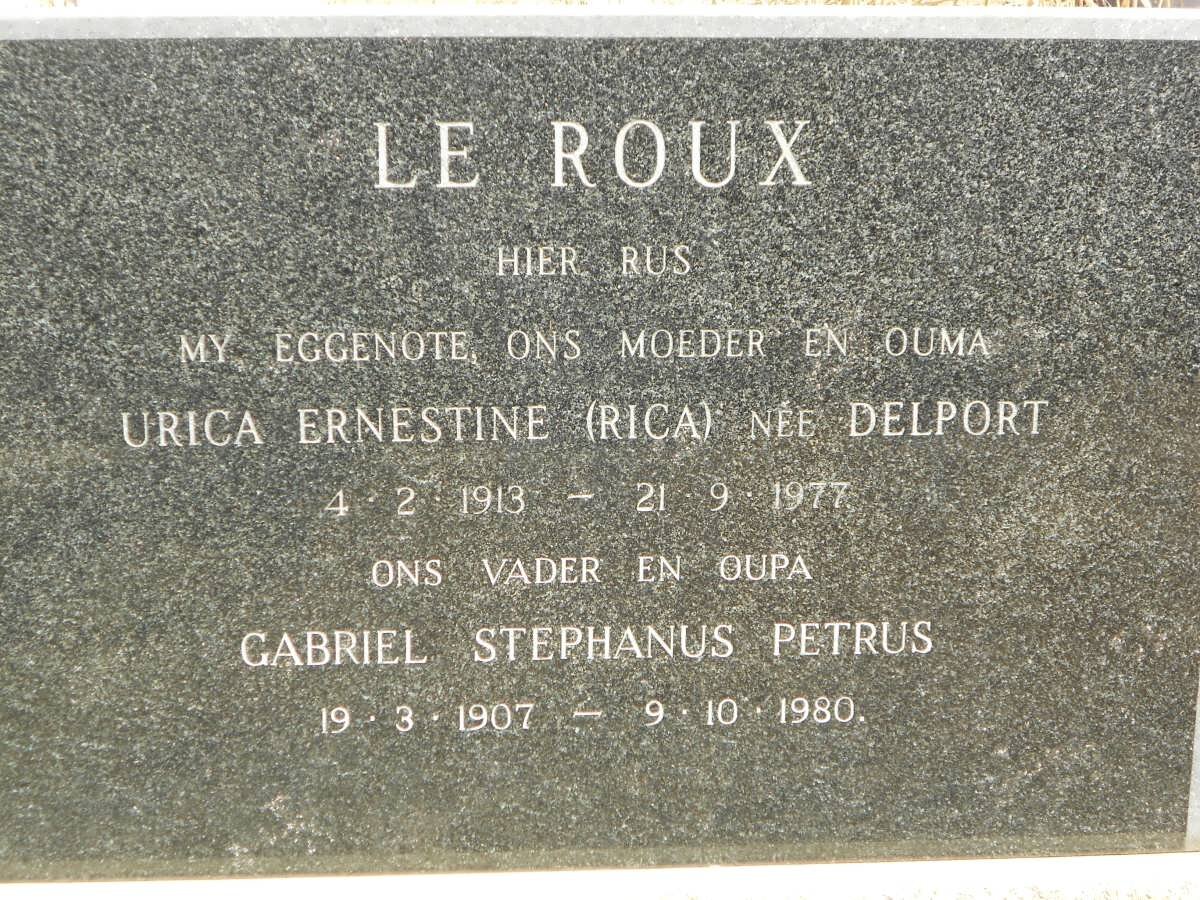 LE ROUX
HIER RUS
MY EGGENOTE, ONS MOEDER EN OUMA
URICA ERNESTINE (RICA) NÉE DELPORT
4 · 2 · 1913 – 21 · 9 · 1977
ONS VADER EN OUPA
GABRIEL STEPHANUS PETRUS
19 · 3 · 1907 – 9 · 10 · 1980.